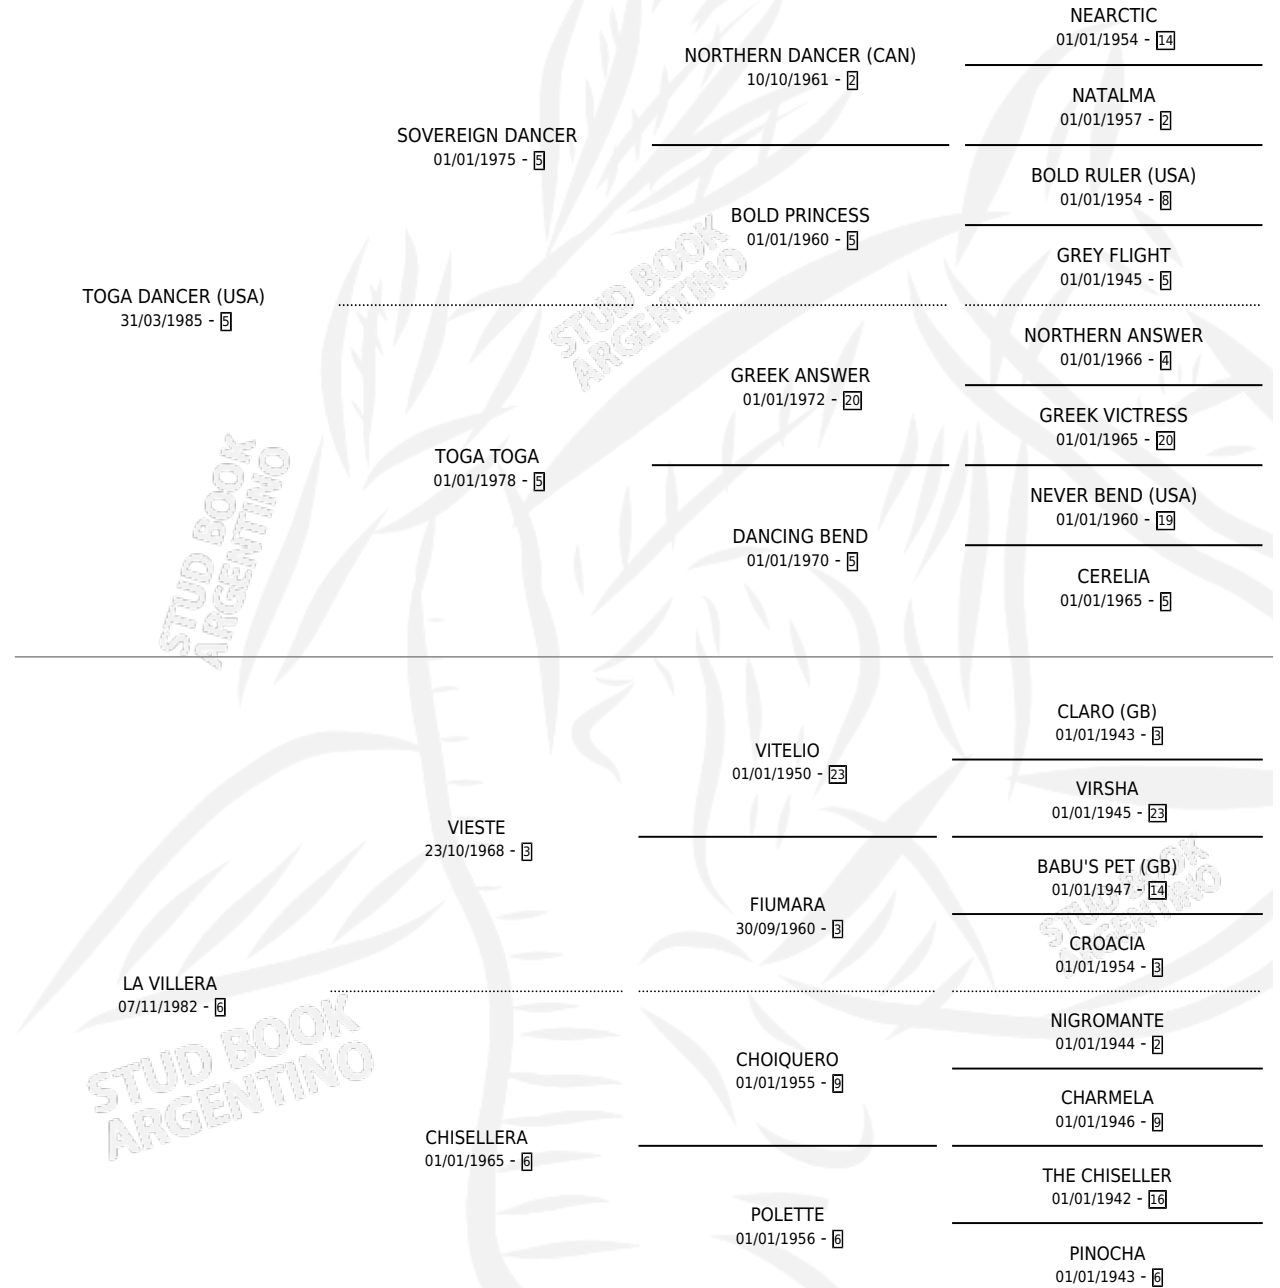 NEARCTIC
01/01/1954 - 14
NORTHERN DANCER (CAN)
10/10/1961 - 2
NATALMA
01/01/1957 - 2
SOVEREIGN DANCER
01/01/1975 - 5
BOLD RULER (USA)
01/01/1954 - 8
BOLD PRINCESS
01/01/1960 - 5
GREY FLIGHT
01/01/1945 - 5
TOGA DANCER (USA)
31/03/1985 - 5
NORTHERN ANSWER
01/01/1966 - 4
GREEK ANSWER
01/01/1972 - 20
GREEK VICTRESS
01/01/1965 - 20
TOGA TOGA
01/01/1978 - 5
NEVER BEND (USA)
01/01/1960 - 19
DANCING BEND
01/01/1970 - 5
CERELIA
01/01/1965 - 5
CLARO (GB)
01/01/1943 - 3
VITELIO
01/01/1950 - 23
VIRSHA
01/01/1945 - 23
VIESTE
23/10/1968 - 3
BABU'S PET (GB)
01/01/1947 - 14
FIUMARA
30/09/1960 - 3
CROACIA
01/01/1954 - 3
LA VILLERA
07/11/1982 - 6
NIGROMANTE
01/01/1944 - 2
CHOIQUERO
01/01/1955 - 9
CHARMELA
01/01/1946 - 9
CHISELLERA
01/01/1965 - 6
THE CHISELLER
01/01/1942 - 16
POLETTE
01/01/1956 - 6
PINOCHA
01/01/1943 - 6
STUD BOOK
ARGENTINO
STUD BOOK
ARGENTINO
STUD BOOK
ARGENTINO
STUD BOOK
ARGENTINO